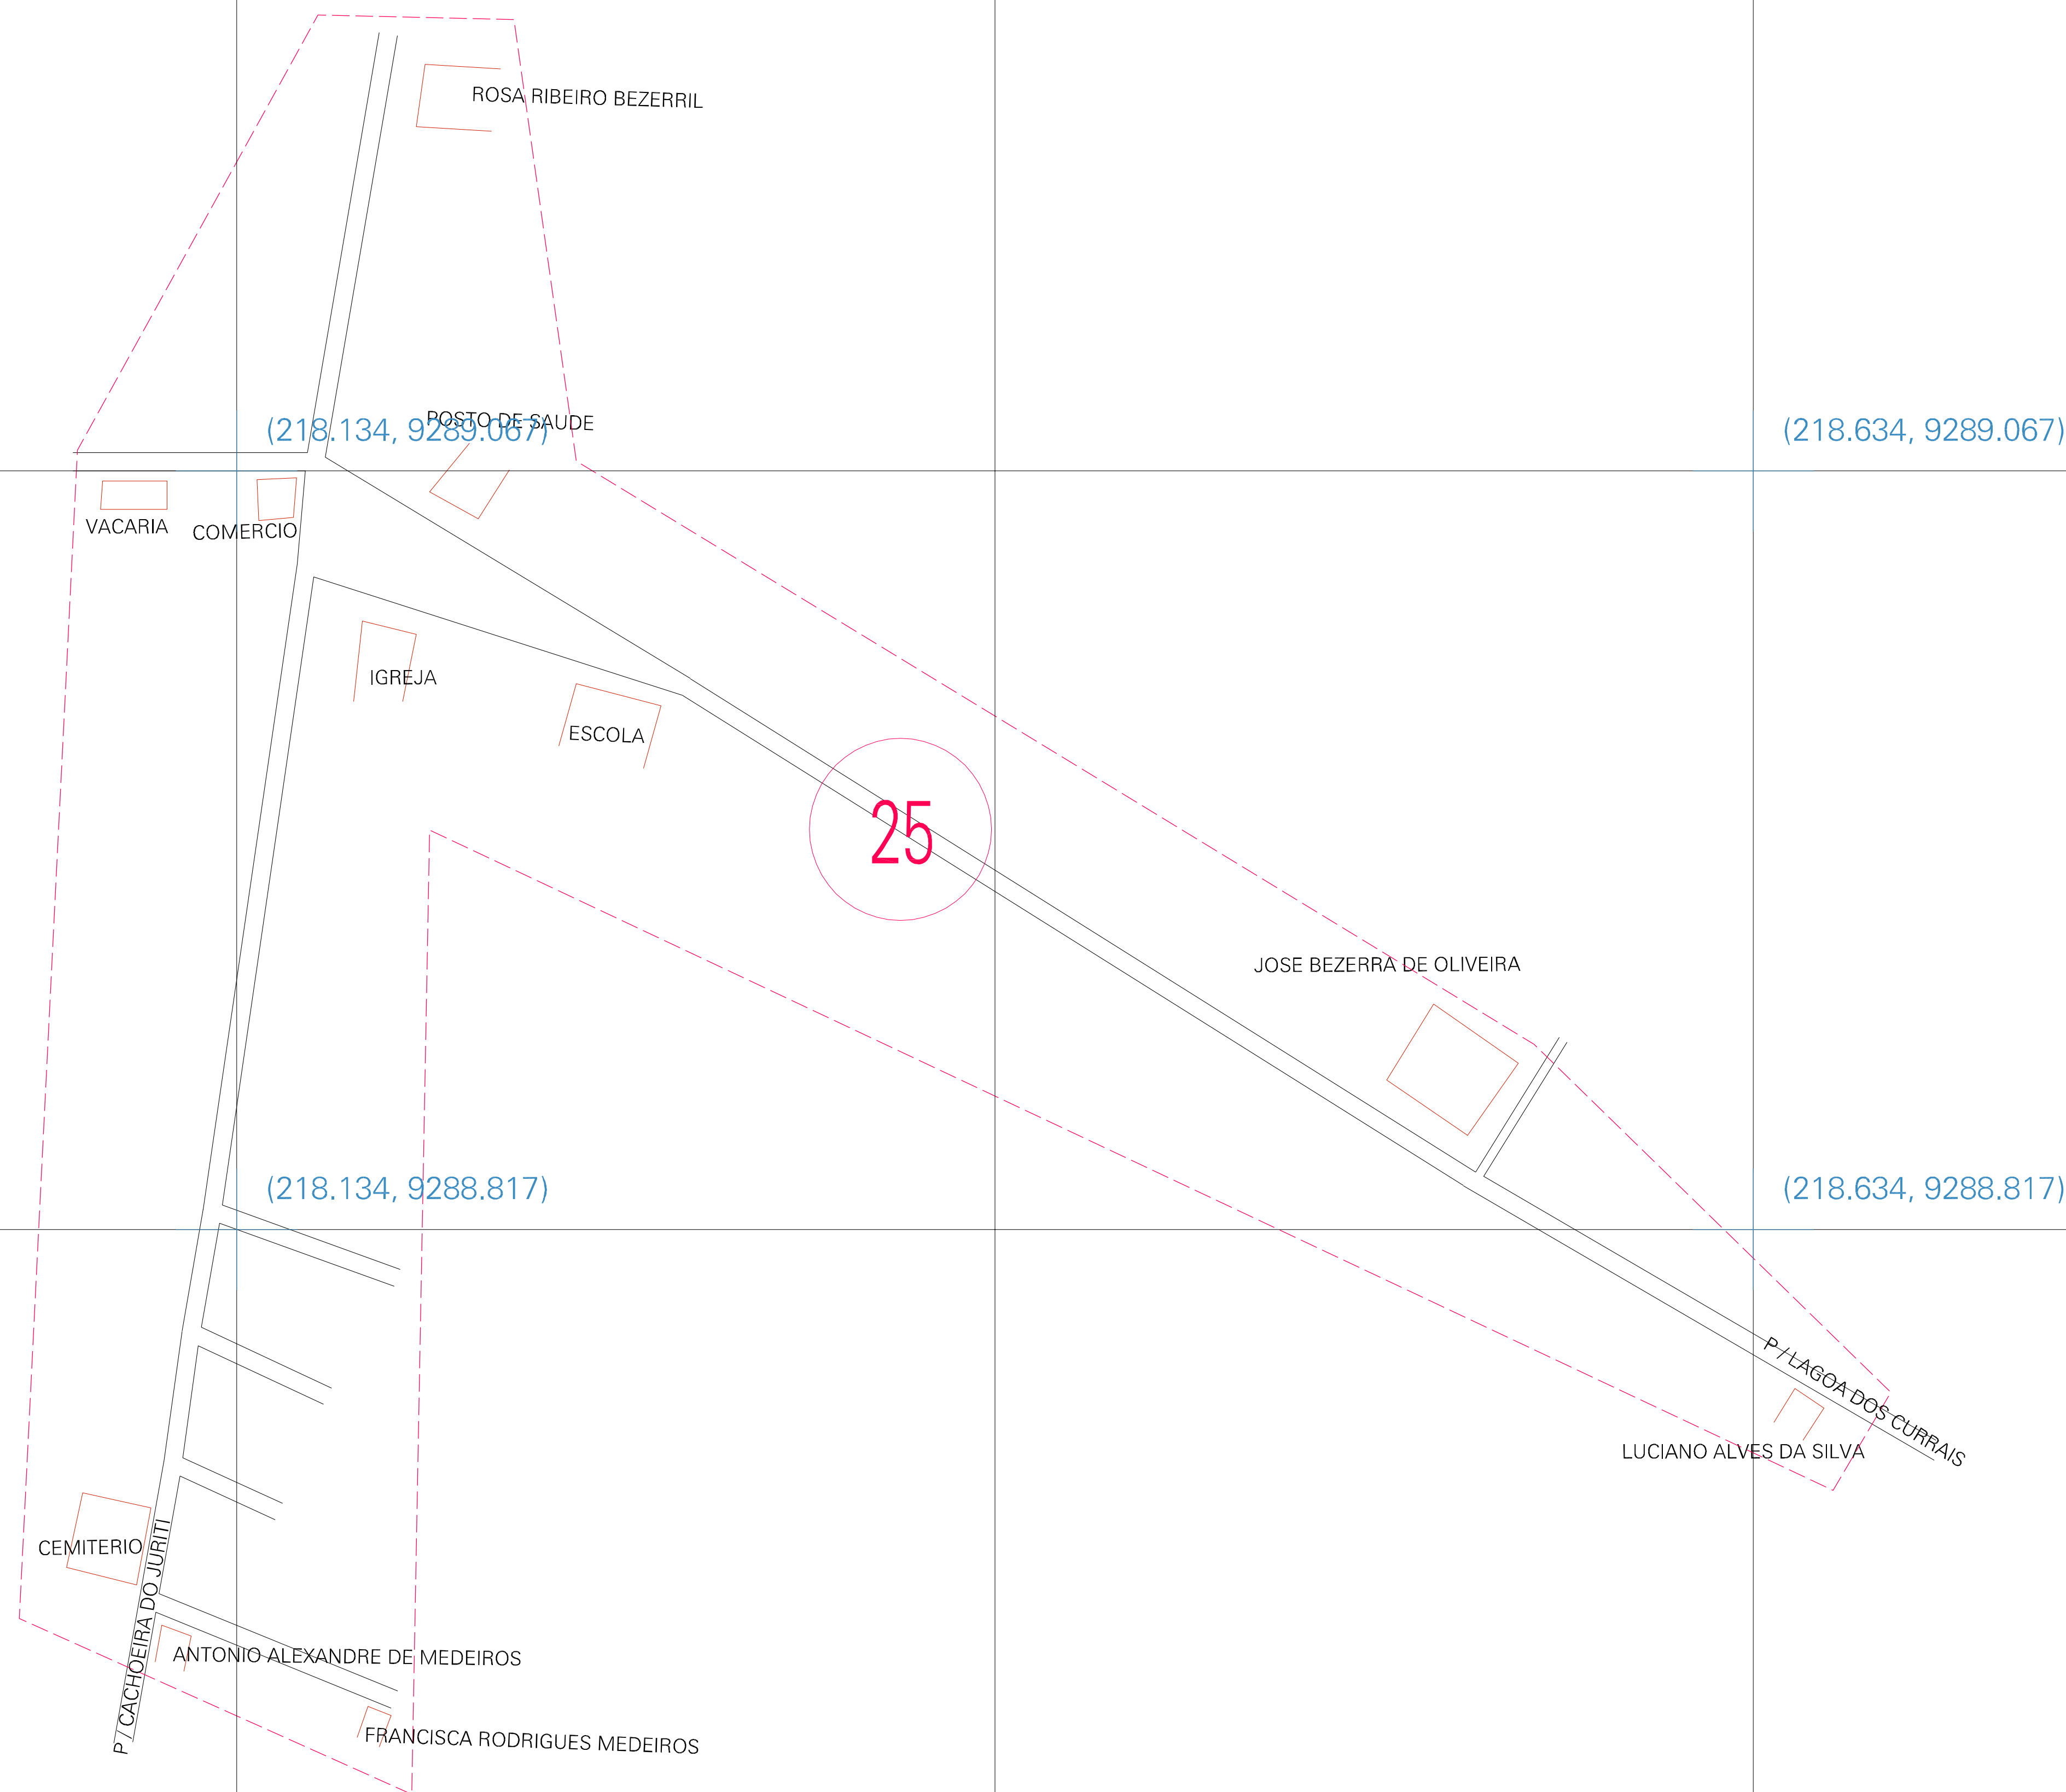 ROSA RIBEIRO BEZERRIL
POSTO DE SAUDE
(218.134, 9289.067)
(218.634, 9289.067)
VACARIA
COMERCIO
IGREJA
ESCOLA
25
JOSE BEZERRA DE OLIVEIRA
(218.134, 9288.817)
(218.634, 9288.817)
P / LAGOA DOS CURRAIS
LUCIANO ALVES DA SILVA
CEMITERIO
P / CACHOEIRA DO JURITI
ANTONIO ALEXANDRE DE MEDEIROS
FRANCISCA RODRIGUES MEDEIROS